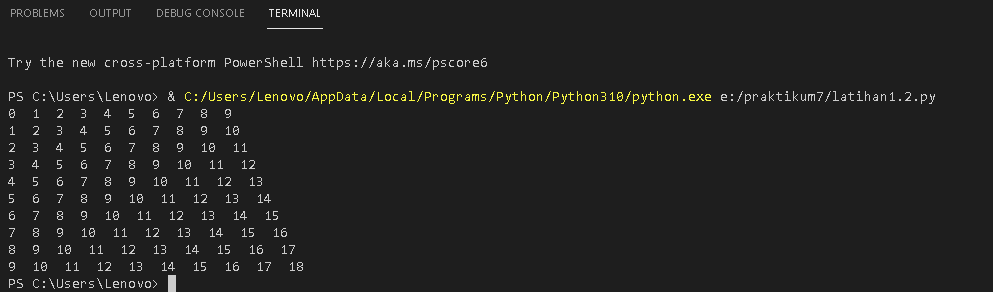 PROBLEMS OUTPUT DEBUG CONSOLE TERMINAL
Try the new cross-platform PowerShell https://aka.ms/pscore6
PS C:\Users\Lenovo> & C:/Users/Lenovo/AppData/Local/Programs/Python/Python310/python.exe e:/praktikum7/latihan1.2.py
0  1  2  3  4  5  6  7  8  9
1  2  3  4  5  6  7  8  9  10
2  3  4  5  6  7  8  9  10  11
3  4  5  6  7  8  9  10  11  12
4  5  6  7  8  9  10  11  12  13
5  6  7  8  9  10  11  12  13  14
6  7  8  9  10  11  12  13  14  15
7  8  9  10  11  12  13  14  15  16
8  9  10  11  12  13  14  15  16  17
9  10  11  12  13  14  15  16  17  18
PS C:\Users\Lenovo>